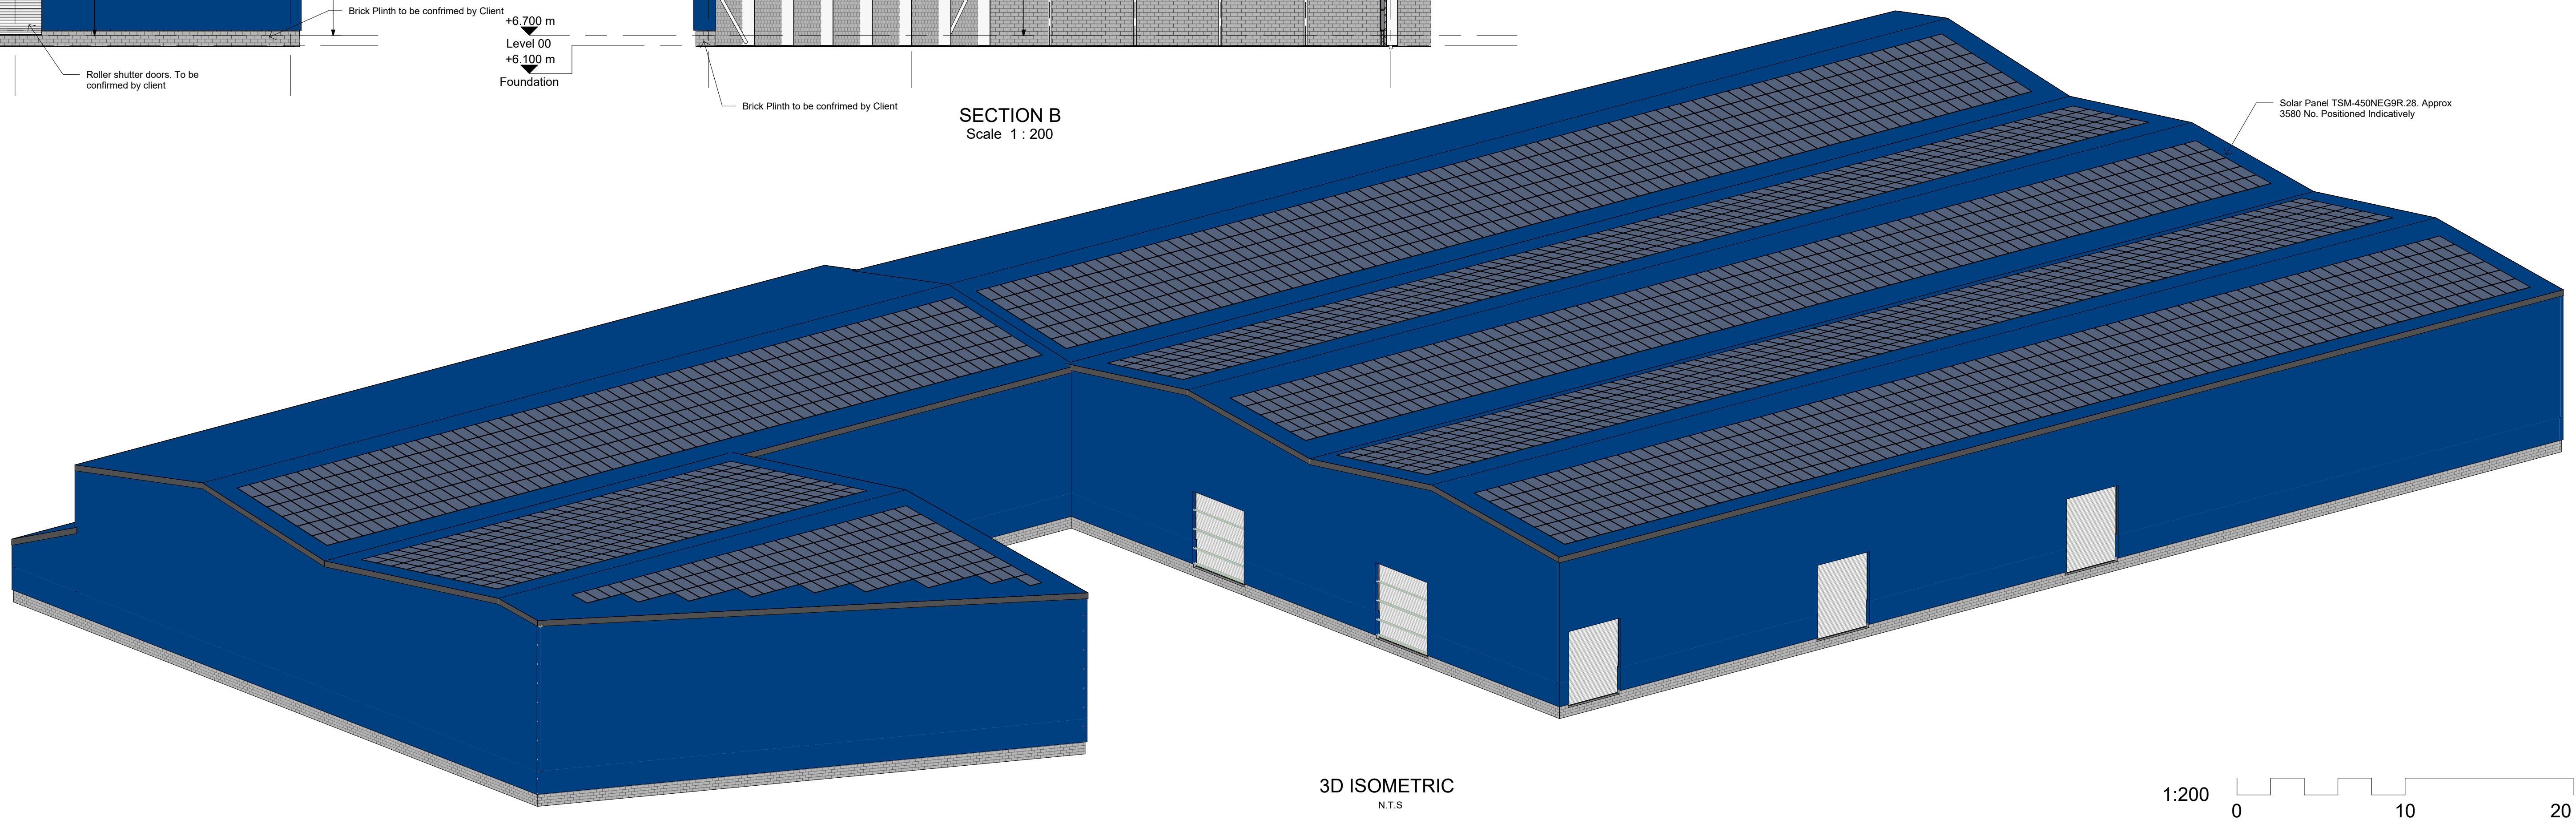 Brick Plinth to be confrimed by Client
Roller shutter doors. To be
confirmed by client
+6.700 m
Level 00
+6.100 m
Foundation
Brick Plinth to be confrimed by Client
SECTION B
Scale 1 : 200
Solar Panel TSM-450NEG9R.28. Approx
3580 No. Positioned Indicatively
3D ISOMETRIC
N.T.S
1:200
0 10 20